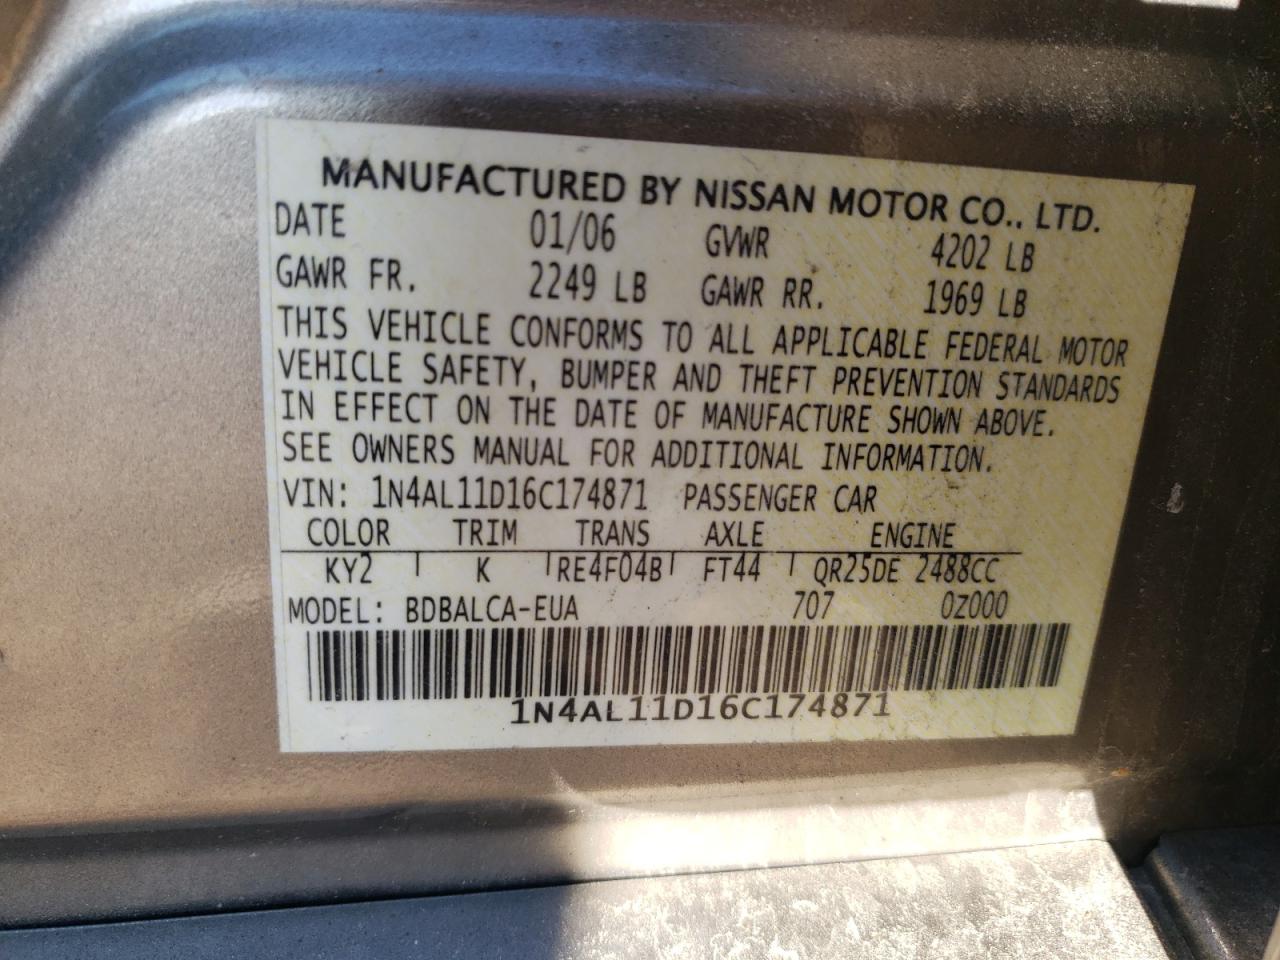 MANUFACTURED BY NISSAN MOTOR CO., LTD.
DATE 01/06 GVWR 4202 LB
GAWR FR. 2249 LB GAWR RR. 1969 LB
THIS VEHICLE CONFORMS TO ALL APPLICABLE FEDERAL MOTOR
VEHICLE SAFETY, BUMPER AND THEFT PREVENTION STANDARDS
IN EFFECT ON THE DATE OF MANUFACTURE SHOWN ABOVE.
SEE OWNERS MANUAL FOR ADDITIONAL INFORMATION.
VIN: 1N4AL11D16C174871 PASSENGER CAR
COLOR TRIM TRANS AXLE ENGINE
KY2 K RE4F04B FT44 QR25DE 2488CC
MODEL: BDBALCA-EUA 707 0Z000
1N4AL11D16C174871